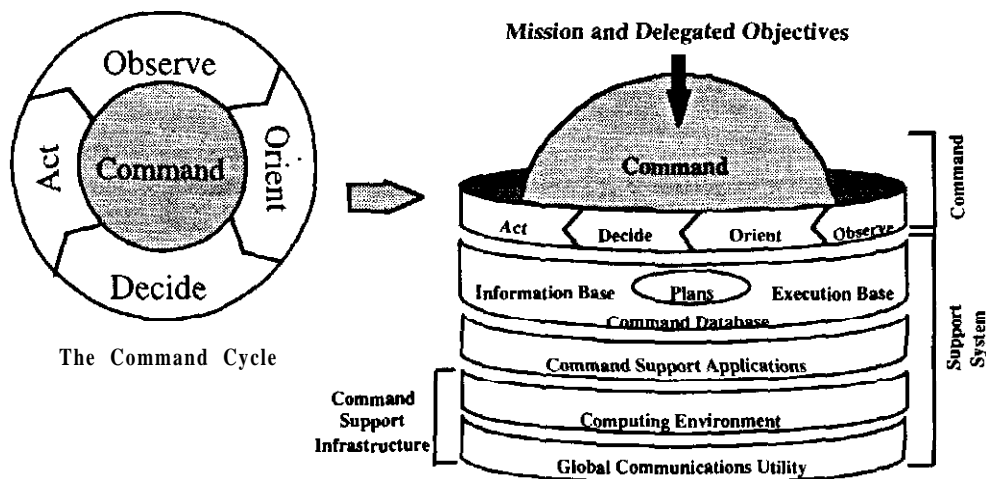 Observe
Act
Command
Orient
Decide
The Command Cycle
Mission and Delegated Objectives
Command
Act
Decide
Orient
Observe
Information Base
Plans
Execution Base
Command Database
Command Support Applications
Computing Environment
Global Communications Utility
Command
Support
Infrastructure
Command
Support
System